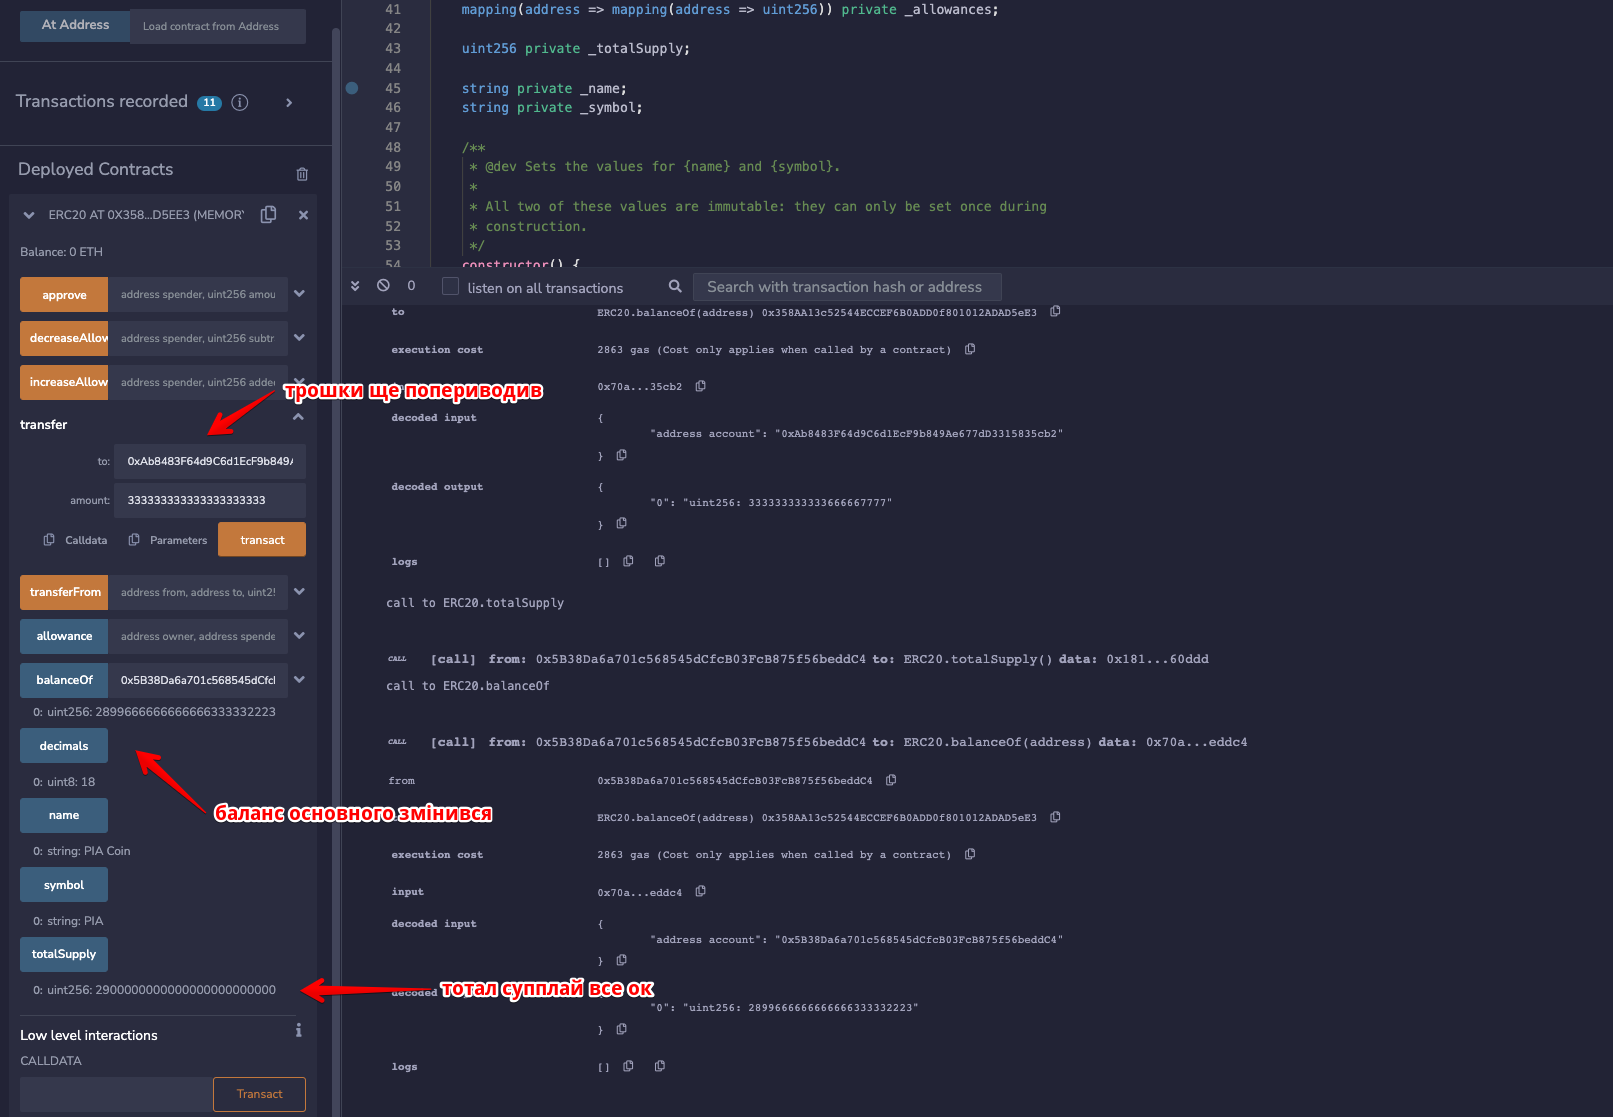 At Address
Load contract from Address
Transactions recorded 11
Deployed Contracts
ERC20 AT 0X358...D5EE3 (MEMOR
Balance: 0 ETH
approve
address spender, uint256 amou
decreaseAllow
address spender, uint256 subtr
increaseAllow
address spender, uint256 added
трошки ще попериводив
transfer
to:
0xAb8483F64d9C6d1EcF9b849A
amount:
333333333333333333333
Calldata
Parameters
transact
transferFrom
address from, address to, uint25
allowance
address owner, address spende
balanceOf
0x5B38Da6a701c568545dCfcI
0: uint256: 2899666666666666333332223
decimals
0: uint8: 18
баланс основного змінився
name
0: string: PIA Coin
symbol
0: string: PIA
totalSupply
0: uint256: 2900000000000000000000000
тотал сипплай все ок
Low level interactions
CALLDATA
Transact
41 mapping(address => mapping(address => uint256)) private _allowances;
42
43 uint256 private _totalSupply;
44
45 string private _name;
46 string private _symbol;
47
48 /**
49 * @dev Sets the values for {name} and {symbol}.
50 *
51 * All two of these values are immutable: they can only be set once during
52 * construction.
53 */
54 constructor() {
0
listen on all transactions
Search with transaction hash or address
to ERC20.balanceOf(address) 0x358AA13c52544ECCEF6B0ADD0f801012ADAD5eE3
execution cost 2863 gas (Cost only applies when called by a contract)
0x70a...35cb2
decoded input {
"address account": "0xAb8483F64d9C6d1EcF9b849Ae677dD3315835cb2"
}
decoded output {
"0": "uint256: 333333333333666667777"
}
logs []
call to ERC20.totalSupply
CALL [call] from: 0x5B38Da6a701c568545dCfcB03FcB875f56beddC4 to: ERC20.totalSupply() data: 0x181...60ddd
call to ERC20.balanceOf
CALL [call] from: 0x5B38Da6a701c568545dCfcB03FcB875f56beddC4 to: ERC20.balanceOf(address) data: 0x70a...eddc4
from 0x5B38Da6a701c568545dCfcB03FcB875f56beddC4
ERC20.balanceOf(address) 0x358AA13c52544ECCEF6B0ADD0f801012ADAD5eE3
execution cost 2863 gas (Cost only applies when called by a contract)
input 0x70a...eddc4
decoded input {
"address account": "0x5B38Da6a701c568545dCfcB03FcB875f56beddC4"
}
decoded
"0": "uint256: 2899666666666666333332223"
}
logs []